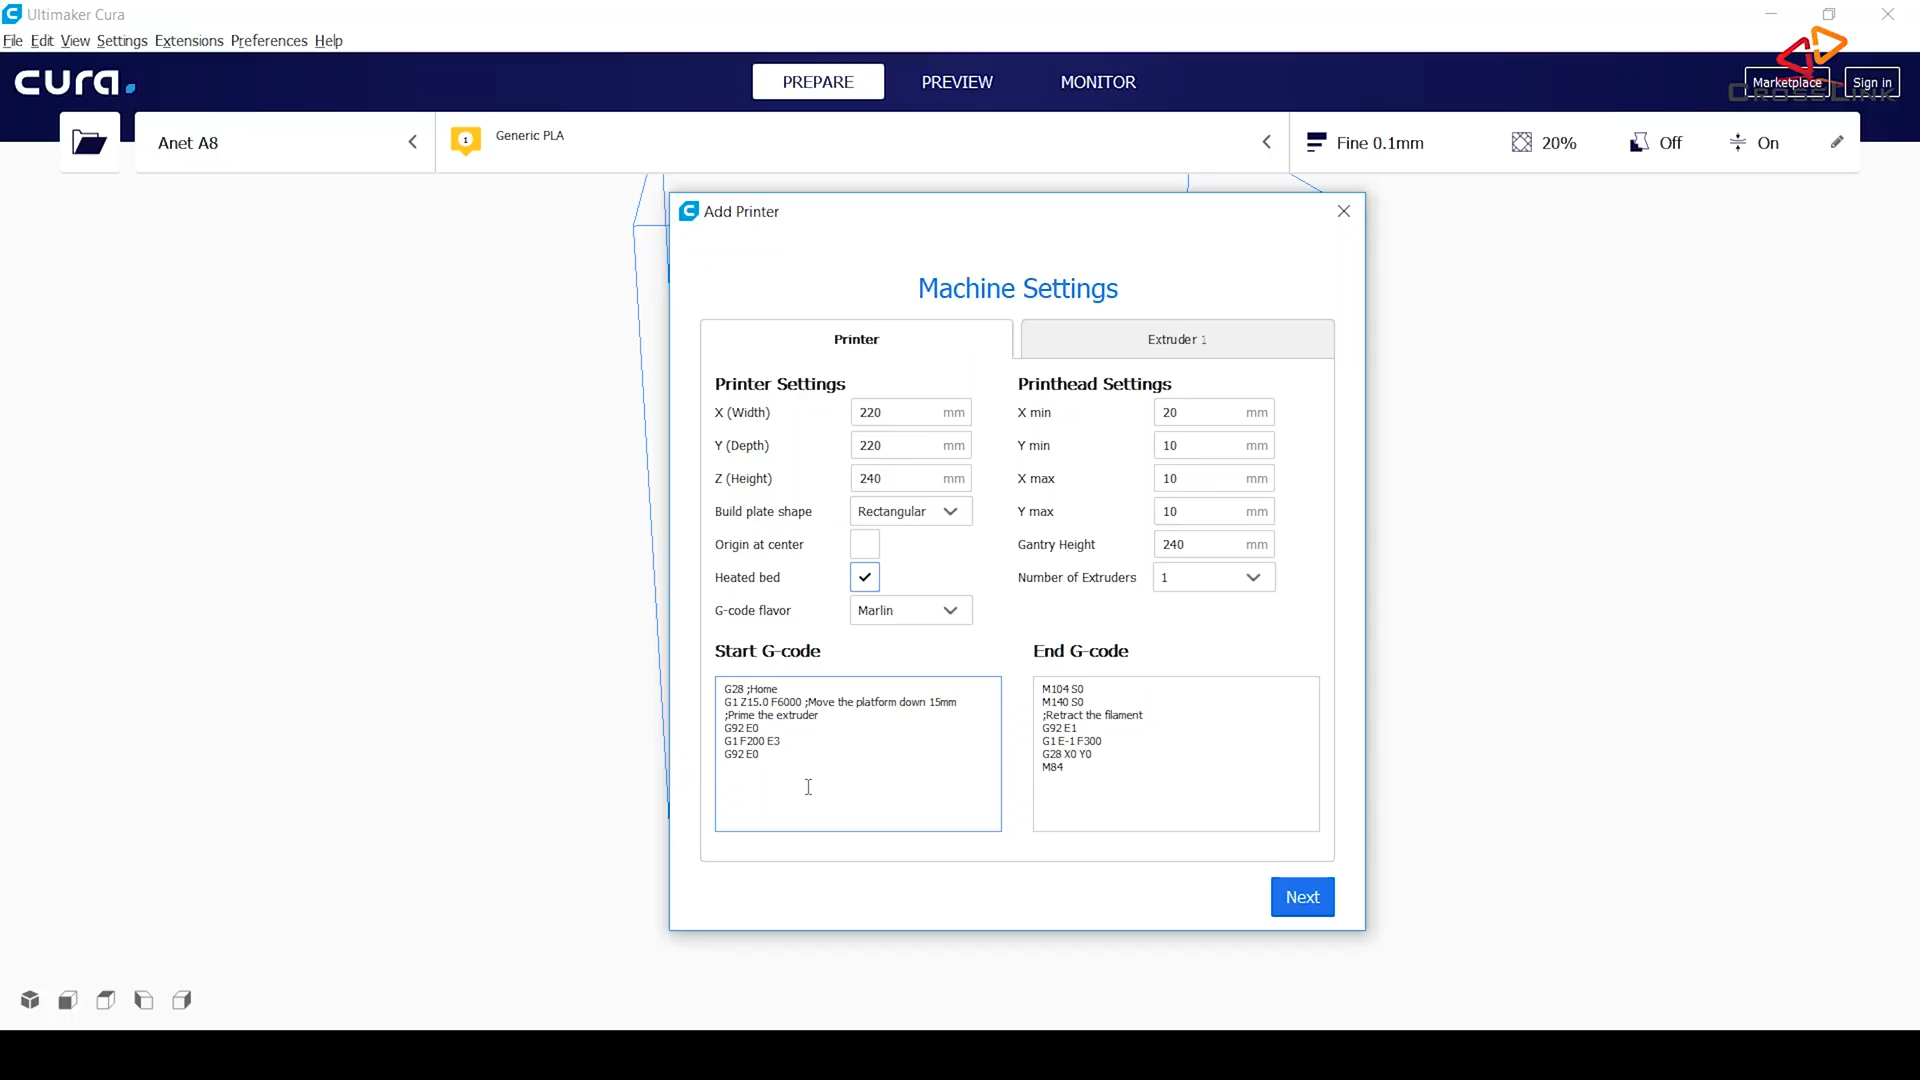 Ultimaker Cura
File Edit View Settings Extensions Preferences Help
cura.
PREPARE
PREVIEW
MONITOR
Marketplace
Sign in
CROSSLINK
Anet A8
1
Generic PLA
Fine 0.1mm
20%
Off
On
Add Printer
Machine Settings
Printer
Extruder 1
Printer Settings
X (Width) 220 mm
Y (Depth) 220 mm
Z (Height) 240 mm
Build plate shape Rectangular
Origin at center
Heated bed
G-code flavor Marlin
Printhead Settings
X min 20 mm
Y min 10 mm
X max 10 mm
Y max 10 mm
Gantry Height 240 mm
Number of Extruders 1
Start G-code
G28 ;Home
G1 Z15.0 F6000 ;Move the platform down 15mm
;Prime the extruder
G92 E0
G1 F200 E3
G92 E0
End G-code
M104 S0
M140 S0
;Retract the filament
G92 E1
G1 E-1 F300
G28 X0 Y0
M84
Next